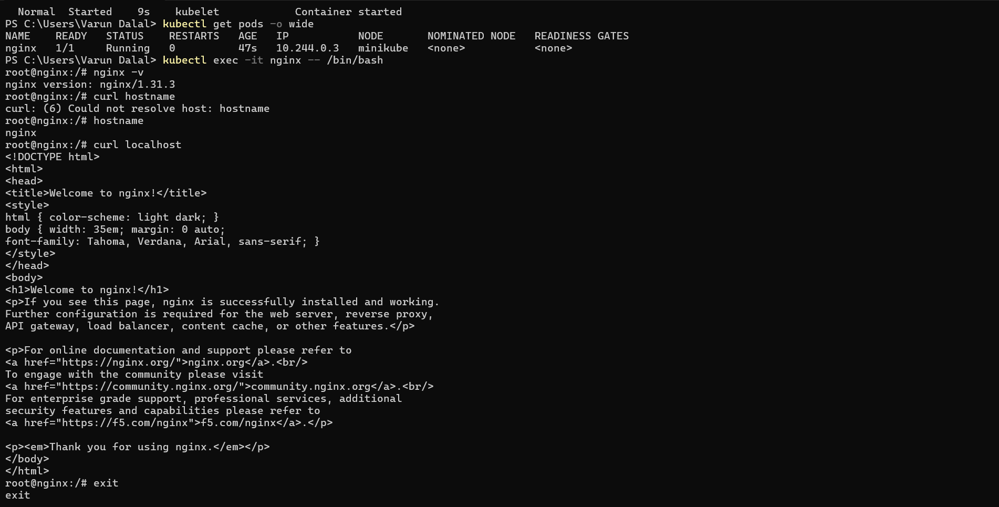 Normal  Started    9s    kubelet            Container started
PS C:\Users\Varun Dalal> kubectl get pods -o wide
NAME    READY   STATUS    RESTARTS   AGE   IP           NODE       NOMINATED NODE   READINESS GATES
nginx   1/1     Running   0          47s   10.244.0.3   minikube   <none>           <none>
PS C:\Users\Varun Dalal> kubectl exec -it nginx -- /bin/bash
root@nginx:/# nginx -v
nginx version: nginx/1.31.3
root@nginx:/# curl hostname
curl: (6) Could not resolve host: hostname
root@nginx:/# hostname
nginx
root@nginx:/# curl localhost
<!DOCTYPE html>
<html>
<head>
<title>Welcome to nginx!</title>
<style>
html { color-scheme: light dark; }
body { width: 35em; margin: 0 auto;
font-family: Tahoma, Verdana, Arial, sans-serif; }
</style>
</head>
<body>
<h1>Welcome to nginx!</h1>
<p>If you see this page, nginx is successfully installed and working.
Further configuration is required for the web server, reverse proxy,
API gateway, load balancer, content cache, or other features.</p>

<p>For online documentation and support please refer to
<a href="https://nginx.org/">nginx.org</a>.<br/>
To engage with the community please visit
<a href="https://community.nginx.org/">community.nginx.org</a>.<br/>
For enterprise grade support, professional services, additional
security features and capabilities please refer to
<a href="https://f5.com/nginx">f5.com/nginx</a>.</p>

<p><em>Thank you for using nginx.</em></p>
</body>
</html>
root@nginx:/# exit
exit